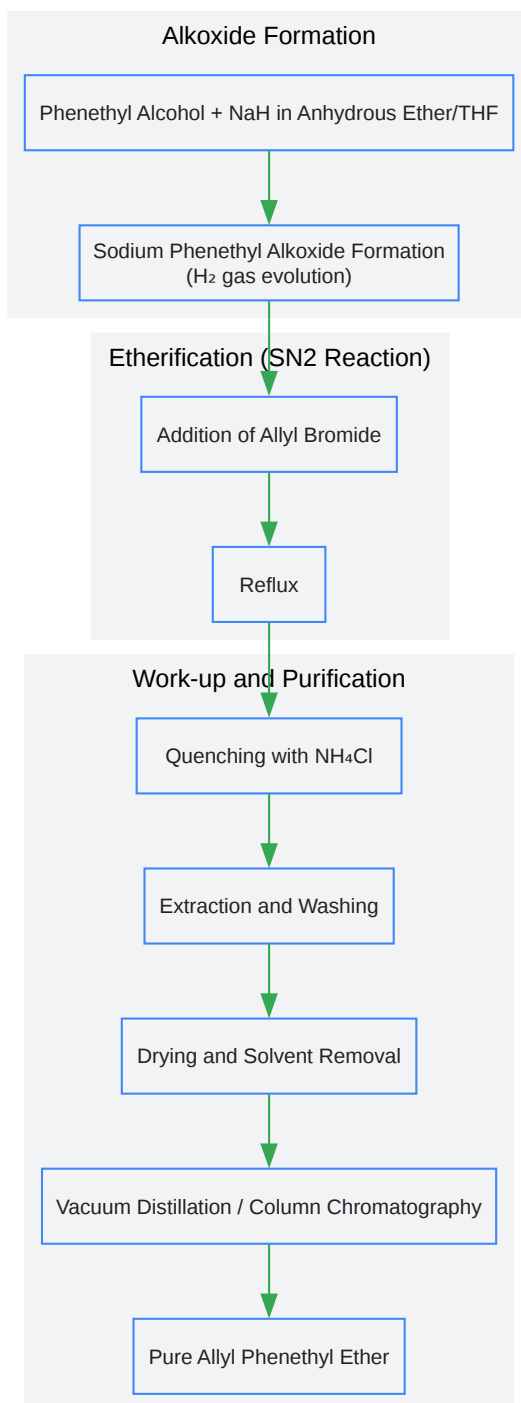 Alkoxide Formation
Phenethyl Alcohol + NaH in Anhydrous Ether/THF
Sodium Phenethyl Alkoxide Formation
(H₂ gas evolution)
Etherification (SN2 Reaction)
Addition of Allyl Bromide
Reflux
Work-up and Purification
Quenching with NH₄Cl
Extraction and Washing
Drying and Solvent Removal
Vacuum Distillation / Column Chromatography
Pure Allyl Phenethyl Ether